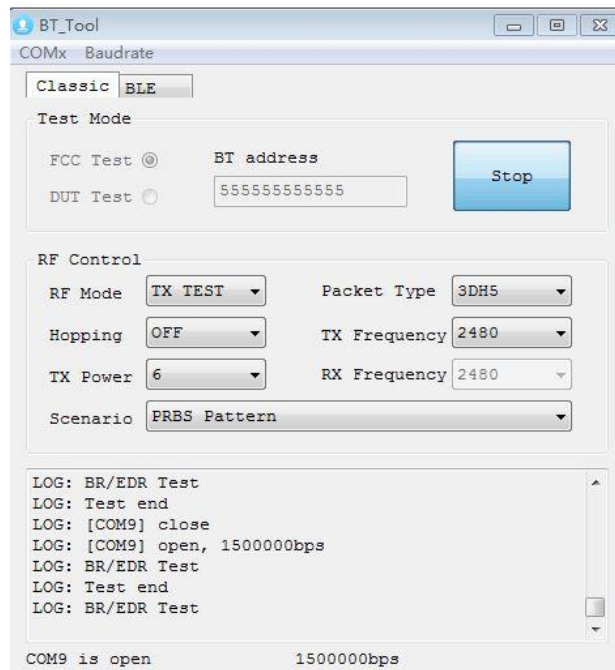 BT_Tool
COMx Baudrate
Classic BLE
Test Mode
FCC Test BT address
DUT Test 555555555555
Stop
RF Control
RF Mode TX TEST Packet Type 3DH5
Hopping OFF TX Frequency 2480
TX Power 6 RX Frequency 2480
Scenario PRBS Pattern
LOG: BR/EDR Test
LOG: Test end
LOG: [COM9] close
LOG: [COM9] open, 1500000bps
LOG: BR/EDR Test
LOG: Test end
LOG: BR/EDR Test
COM9 is open 1500000bps